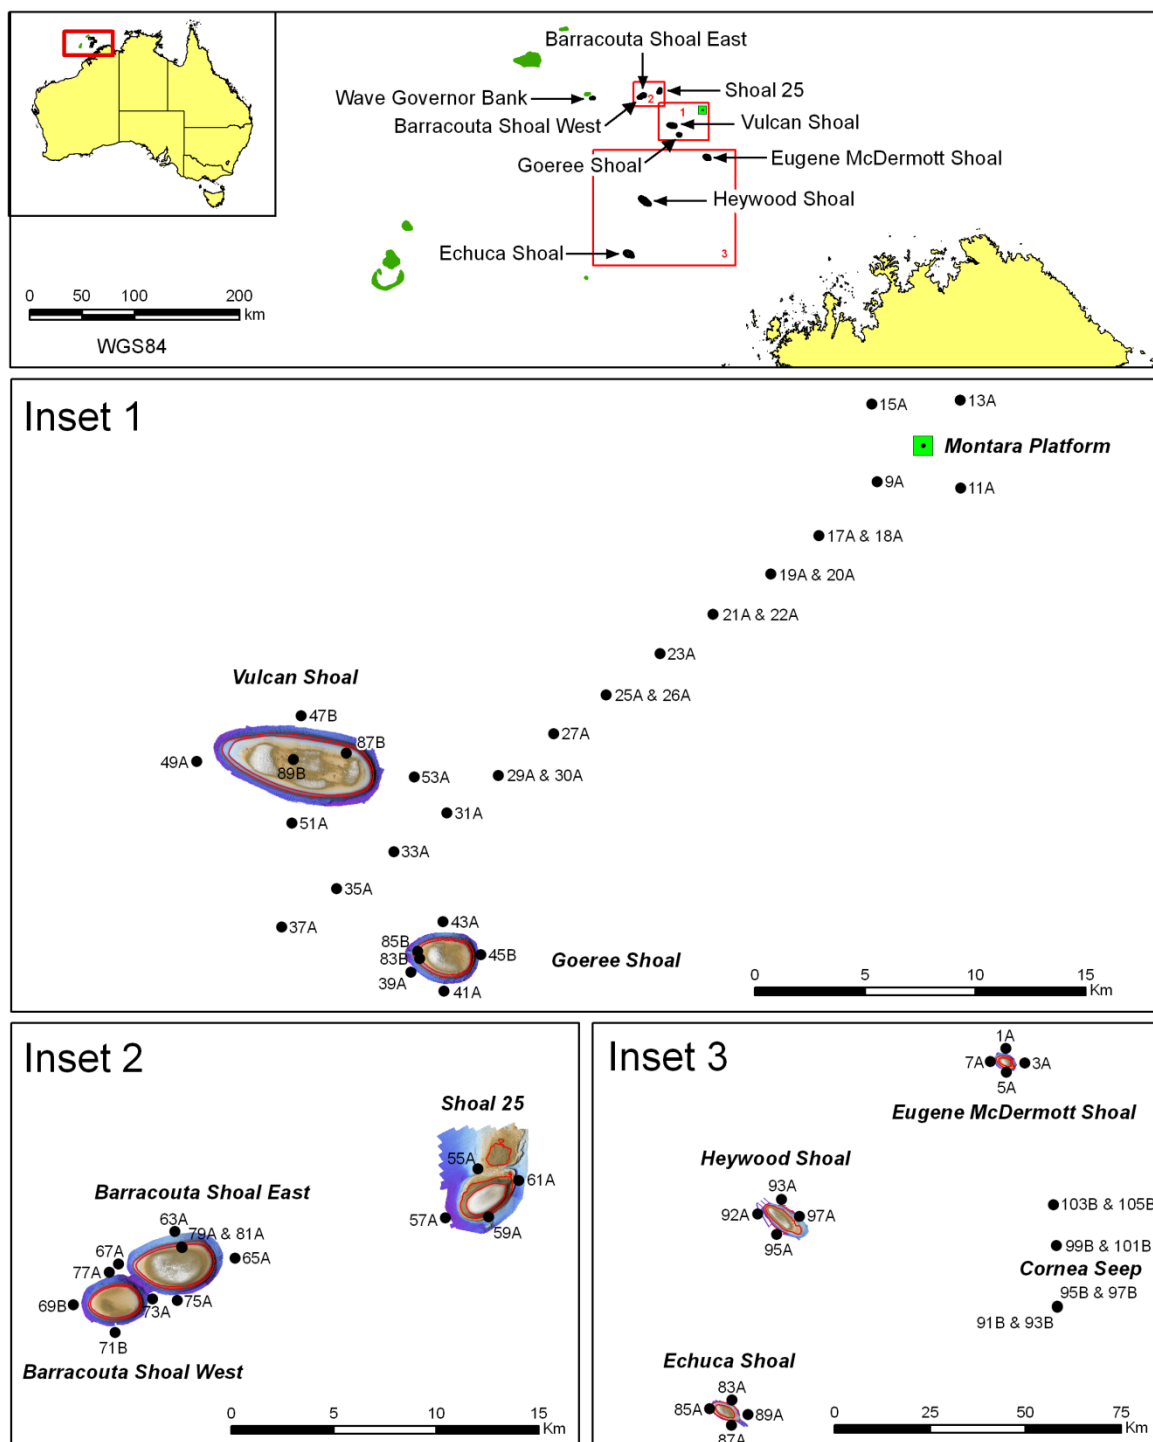 Barracouta Shoal East
Wave Governor Bank
Shoal 25
2
1
Barracouta Shoal West
Vulcan Shoal
Goeree Shoal
Eugene McDermott Shoal
Heywood Shoal
Echuca Shoal
3
0 50 100 200
km
WGS84
Inset 1
15A
13A
Montara Platform
9A
11A
17A & 18A
19A & 20A
21A & 22A
23A
Vulcan Shoal
25A & 26A
47B
27A
87B
49A
89B
53A
29A & 30A
31A
51A
33A
35A
37A
43A
85B
83B
45B
Goeree Shoal
39A
41A
0 5 10 15
Km
Inset 2
Shoal 25
55A
61A
57A
59A
Barracouta Shoal East
63A
79A & 81A
67A
65A
77A
69B
73A
75A
71B
Barracouta Shoal West
0 5 10 15
Km
Inset 3
1A
7A
3A
5A
Eugene McDermott Shoal
Heywood Shoal
93A
92A
97A
95A
103B & 105B
99B & 101B
Cornea Seep
95B & 97B
91B & 93B
Echuca Shoal
83A
85A
89A
87A
0 25 50 75
Km